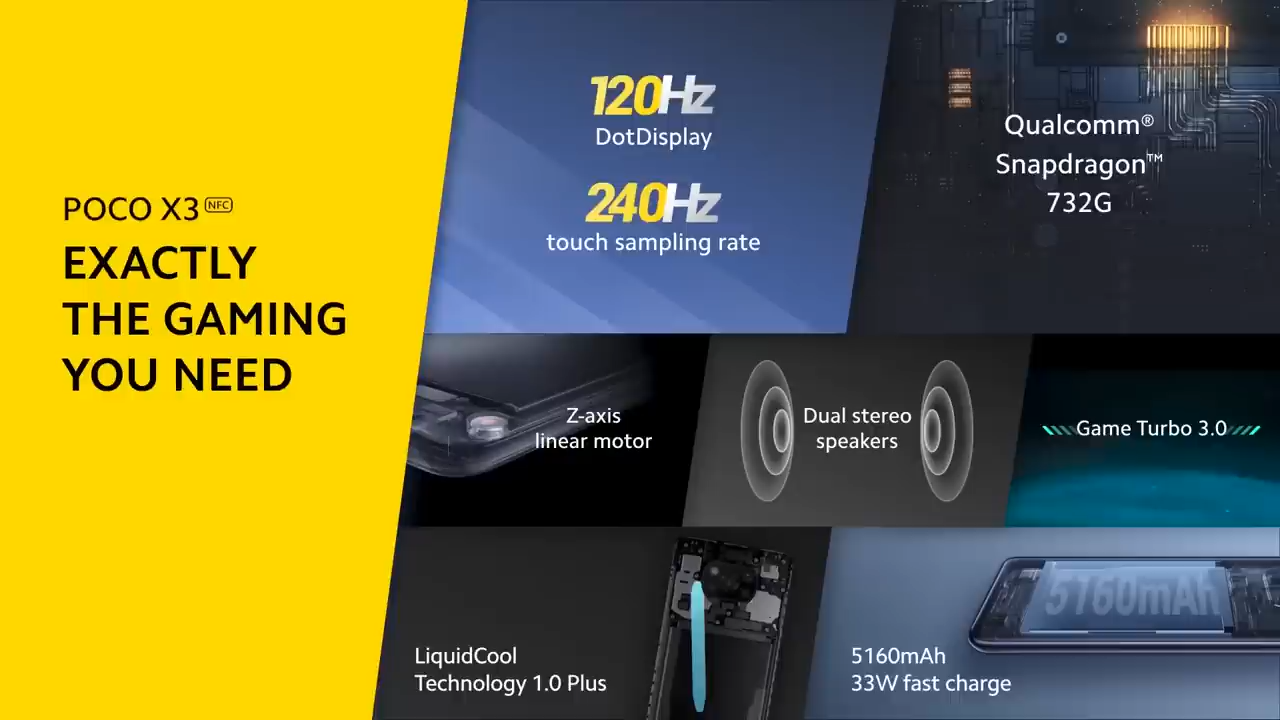 POCO X3 NFC
EXACTLY
THE GAMING
YOU NEED
120Hz
DotDisplay
240Hz
touch sampling rate
Qualcomm®
Snapdragon™
732G
Z-axis
linear motor
Dual stereo
speakers
Game Turbo 3.0
LiquidCool
Technology 1.0 Plus
5160mAh
5160mAh
33W fast charge